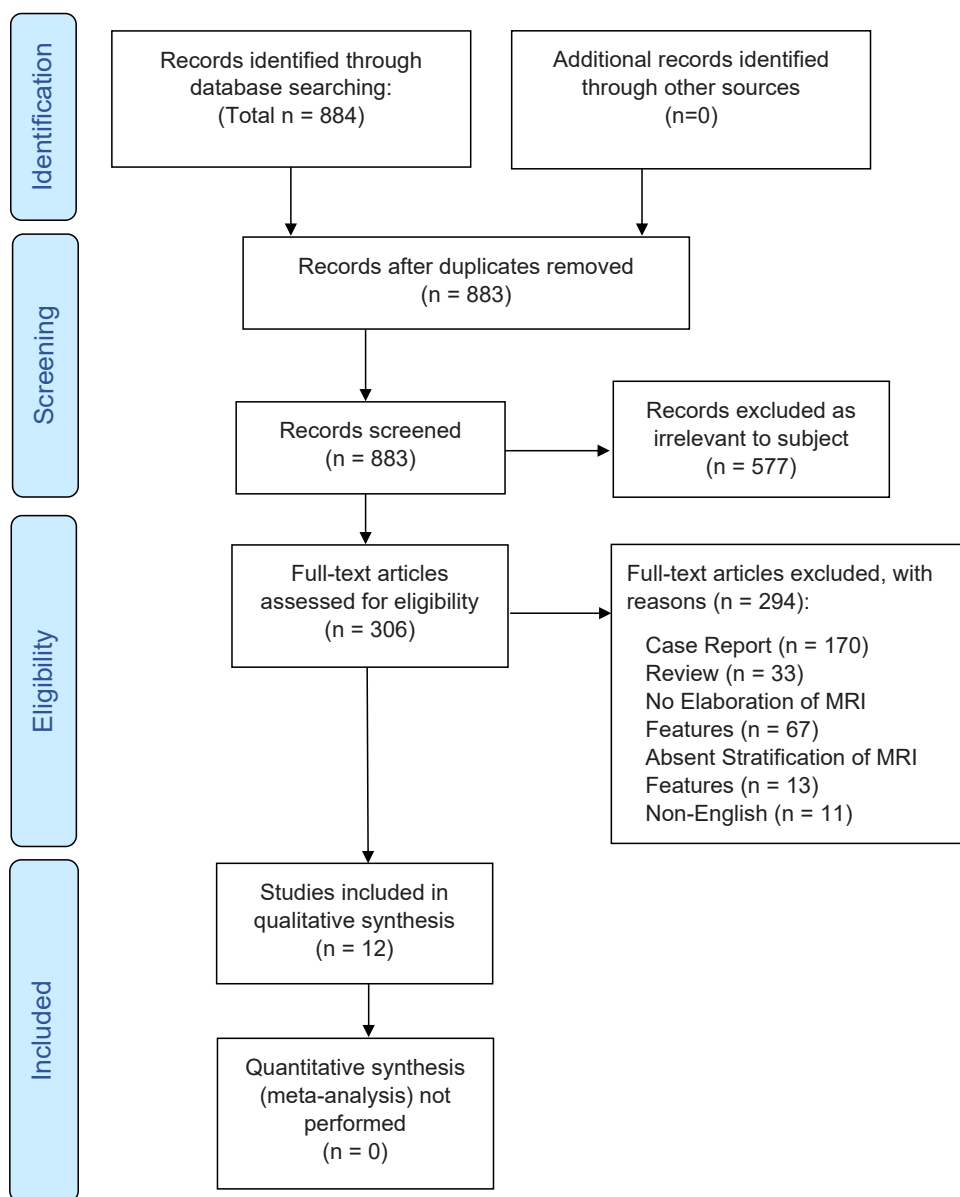 Identification
Records identified through
database searching:
(Total n = 884)
Additional records identified
through other sources
(n=0)
Screening
Records after duplicates removed
(n = 883)
Records screened
(n = 883)
Records excluded as
irrelevant to subject
(n = 577)
Eligibility
Full-text articles
assessed for eligibility
(n = 306)
Full-text articles excluded, with
reasons (n = 294):
Case Report (n = 170)
Review (n = 33)
No Elaboration of MRI
Features (n = 67)
Absent Stratification of MRI
Features (n = 13)
Non-English (n = 11)
Included
Studies included in
qualitative synthesis
(n = 12)
Quantitative synthesis
(meta-analysis) not
performed
(n = 0)